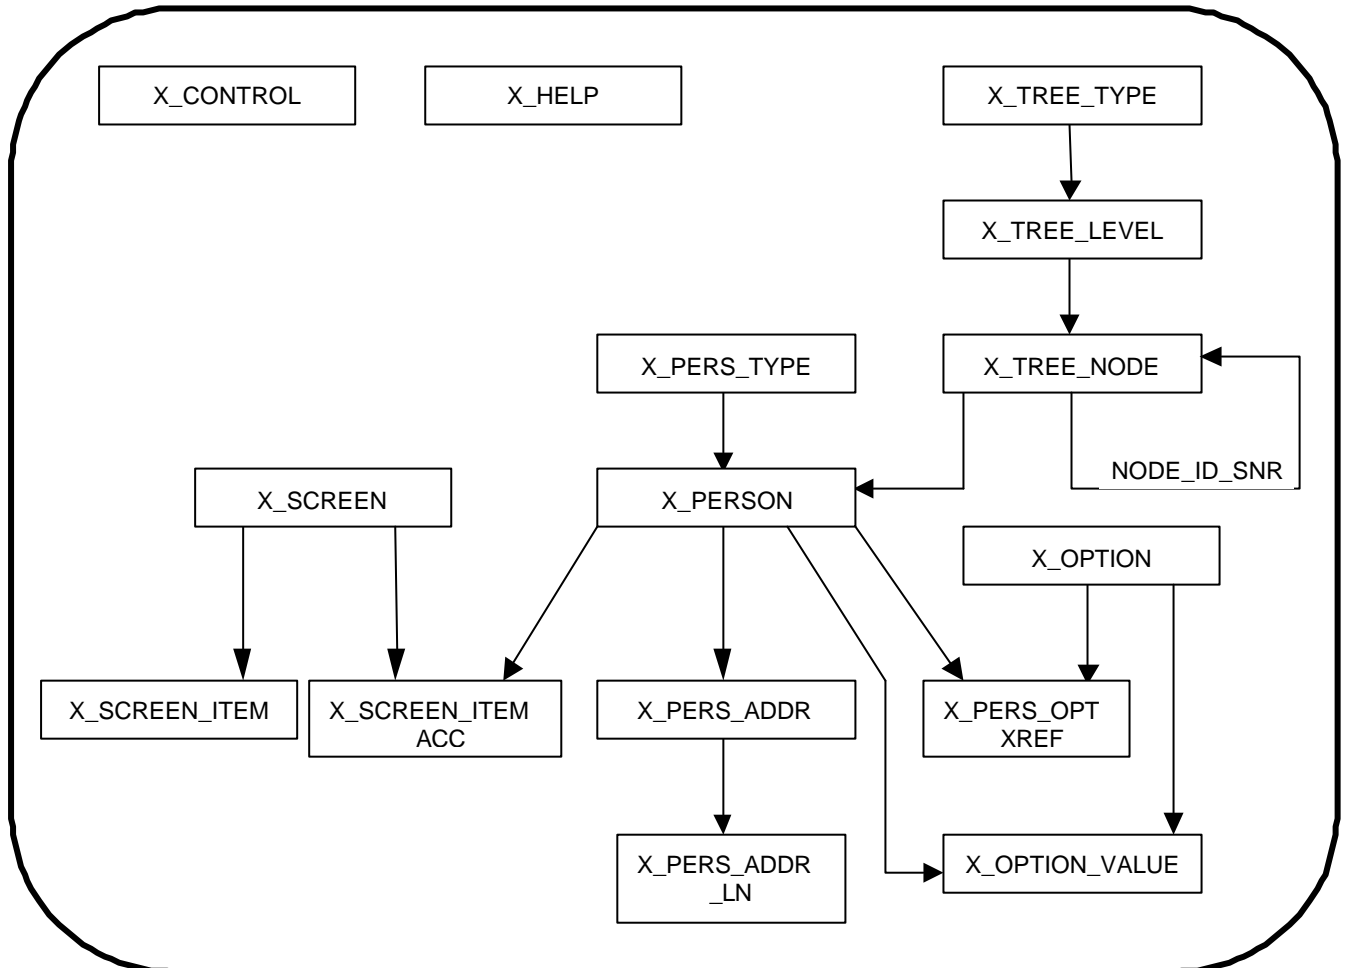 X_CONTROL
X_HELP
X_TREE_TYPE
X_TREE_LEVEL
X_PERS_TYPE
X_TREE_NODE
NODE_ID_SNR
X_SCREEN
X_PERSON
X_OPTION
X_SCREEN_ITEM
X_SCREEN_ITEM
ACC
X_PERS_ADDR
X_PERS_OPT
XREF
X_PERS_ADDR
_LN
X_OPTION_VALUE